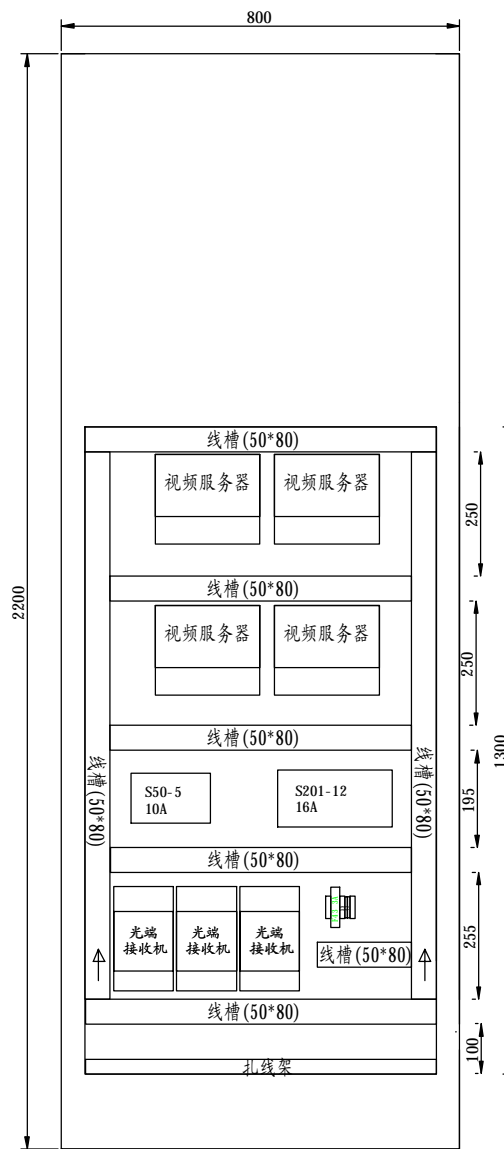 800
2200
线槽(50*80)
视频服务器
视频服务器
250
线槽(50*80)
视频服务器
视频服务器
250
线槽(50*80)
1300
线槽(50*80)
线槽(50*80)
S50-5
10A
S201-12
16A
195
线槽(50*80)
光端
接收机
光端
接收机
光端
接收机
255
线槽(50*80)
线槽(50*80)
100
扎线架